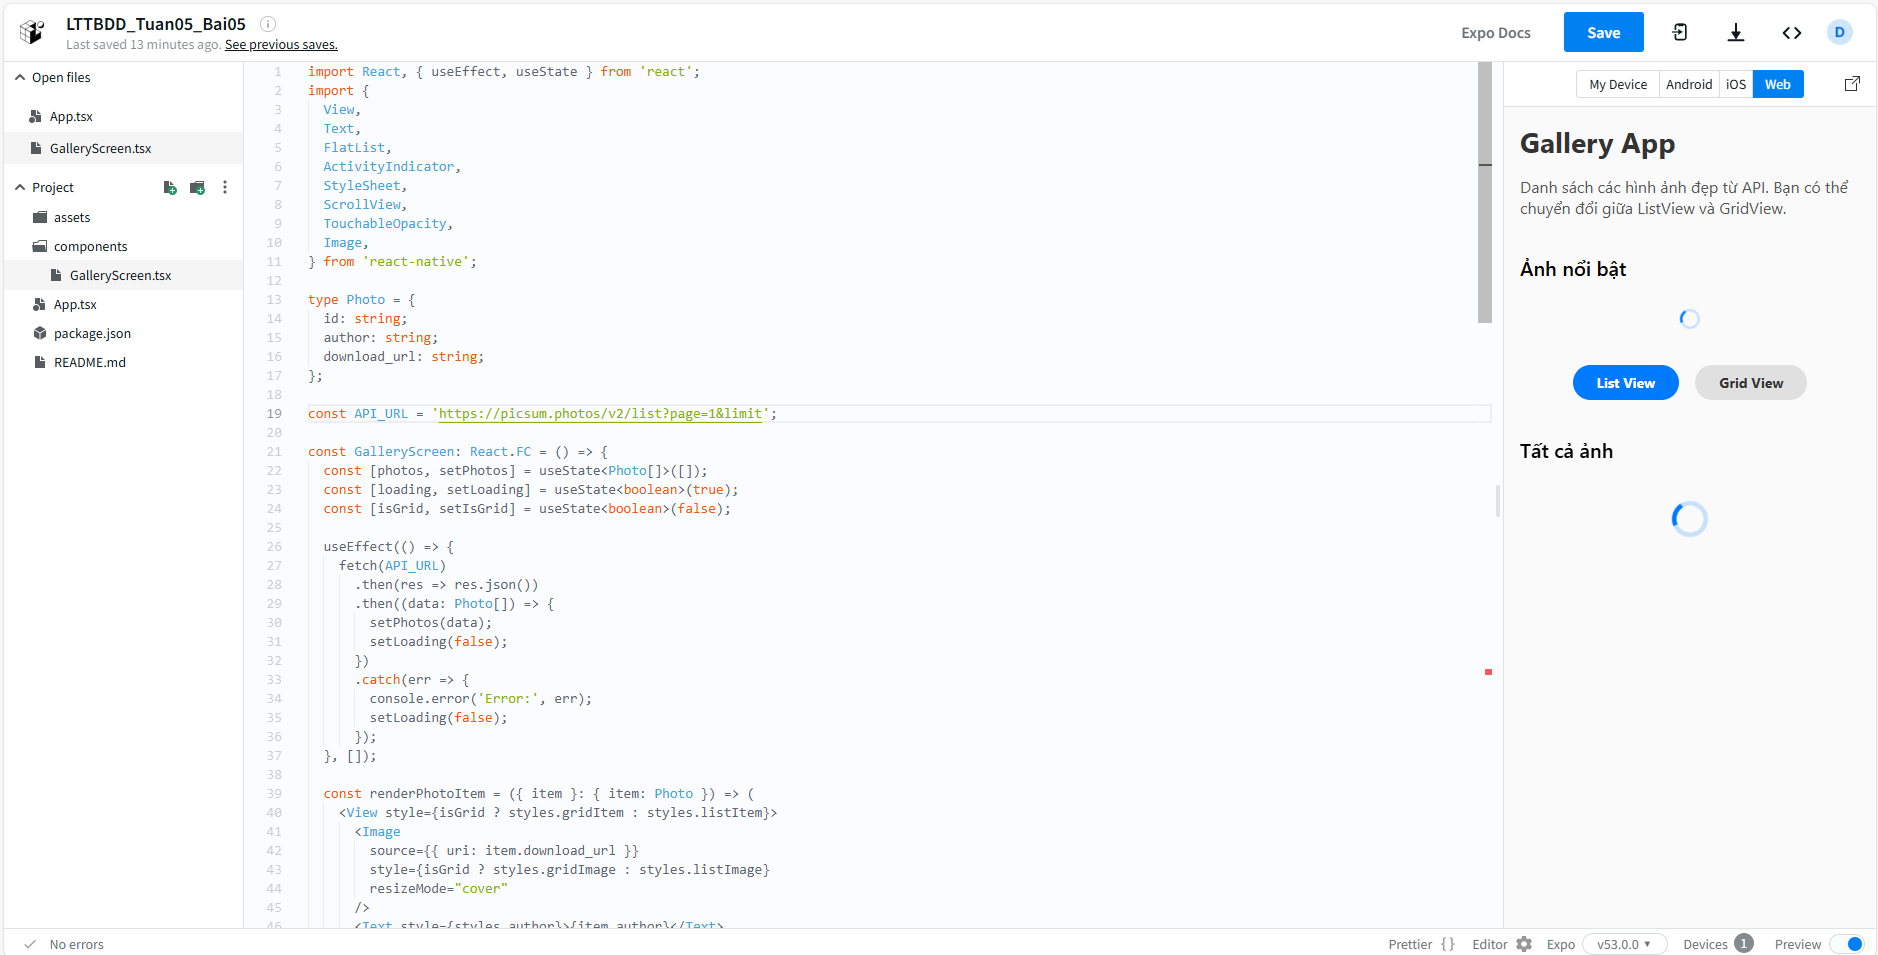 LTTBDD_Tuan05_Bai05
Last saved 13 minutes ago. See previous saves.
Expo Docs
Save
D
Open files
App.tsx
GalleryScreen.tsx
Project
assets
components
GalleryScreen.tsx
App.tsx
package.json
README.md
1 import React, { useEffect, useState } from 'react';
2 import {
3 View,
4 Text,
5 FlatList,
6 ActivityIndicator,
7 StyleSheet,
8 ScrollView,
9 TouchableOpacity,
10 Image,
11 } from 'react-native';
12
13 type Photo = {
14 id: string;
15 author: string;
16 download_url: string;
17 };
18
19 const API_URL = 'https://picsum.photos/v2/list?page=1&limit';
20
21 const GalleryScreen: React.FC = () => {
22 const [photos, setPhotos] = useState<Photo[]>([]);
23 const [loading, setLoading] = useState<boolean>(true);
24 const [isGrid, setIsGrid] = useState<boolean>(false);
25
26 useEffect(() => {
27 fetch(API_URL)
28 .then(res => res.json())
29 .then((data: Photo[]) => {
30 setPhotos(data);
31 setLoading(false);
32 })
33 .catch(err => {
34 console.error('Error:', err);
35 setLoading(false);
36 });
37 }, []);
38
39 const renderPhotoItem = ({ item }: { item: Photo }) => (
40 <View style={isGrid ? styles.gridItem : styles.listItem}>
41 <Image
42 source={{ uri: item.download_url }}
43 style={isGrid ? styles.gridImage : styles.listImage}
44 resizeMode="cover"
45 />
46 <Text style={styles.author}>{item.author}</Text>
My Device
Android
iOS
Web
Gallery App
Danh sách các hình ảnh đẹp từ API. Bạn có thể
chuyển đổi giữa ListView và GridView.
Ảnh nổi bật
List View
Grid View
Tất cả ảnh
No errors
Prettier {}
Editor
Expo
v53.0.0
Devices 1
Preview